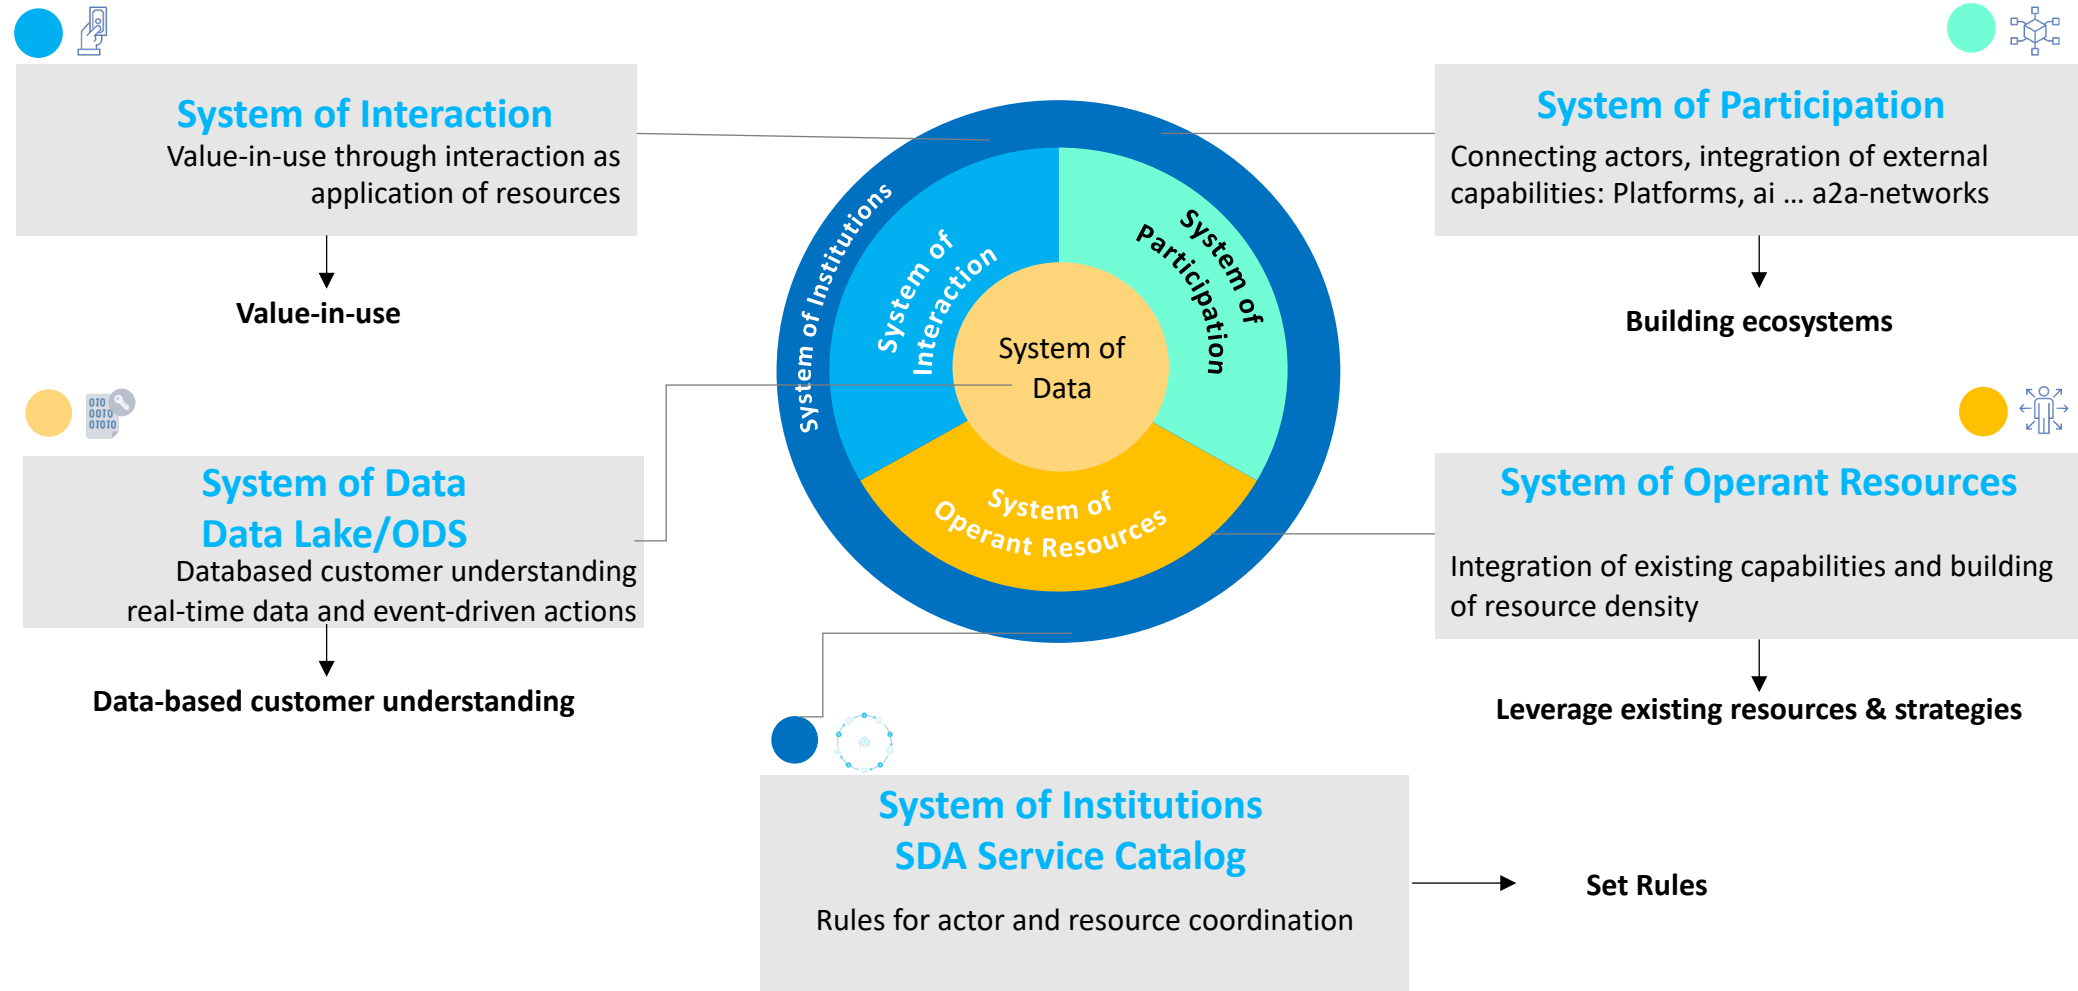 System of Interaction
Value-in-use through interaction as
application of resources
Value-in-use
System of Participation
Connecting actors, integration of external
capabilities: Platforms, ai ... a2a-networks
Building ecosystems
System of Institutions
System of
Interaction
System of
Participation
System of
Data
System of
Operant Resources
010
0010
01010
System of Data
Data Lake/ODS
Databased customer understanding
real-time data and event-driven actions
Data-based customer understanding
System of Operant Resources
Integration of existing capabilities and building
of resource density
Leverage existing resources & strategies
System of Institutions
SDA Service Catalog
Rules for actor and resource coordination
Set Rules